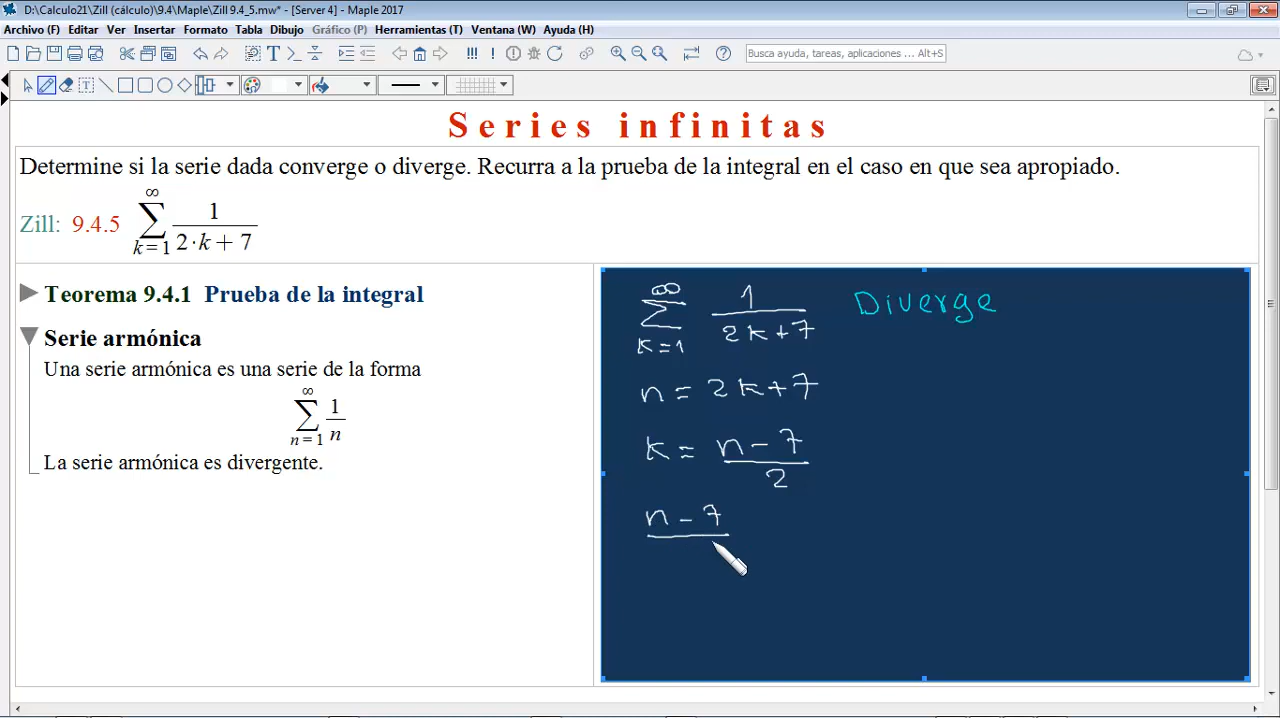 D:\Calculo21\Zill (cálculo)\9.4\Maple\Zill 9.4_5.mw* - [Server 4] - Maple 2017
Archivo (F) Editar Ver Insertar Formato Tabla Dibujo Gráfico (P) Herramientas (T) Ventana (W) Ayuda (H)
Busca ayuda, tareas, aplicaciones ... Alt+S
Series infinitas
Determine si la serie dada converge o diverge. Recurra a la prueba de la integral en el caso en que sea apropiado.
Zill: 9.4.5 ∞ ∑ k=1 1 / 2·k+7
Teorema 9.4.1 Prueba de la integral
Serie armónica
Una serie armónica es una serie de la forma
∞ ∑ n=1 1 / n
La serie armónica es divergente.
∞ ∑ K=1 1 / 2K+7 Diverge
n = 2K+7
K = n - 7 / 2
n - 7